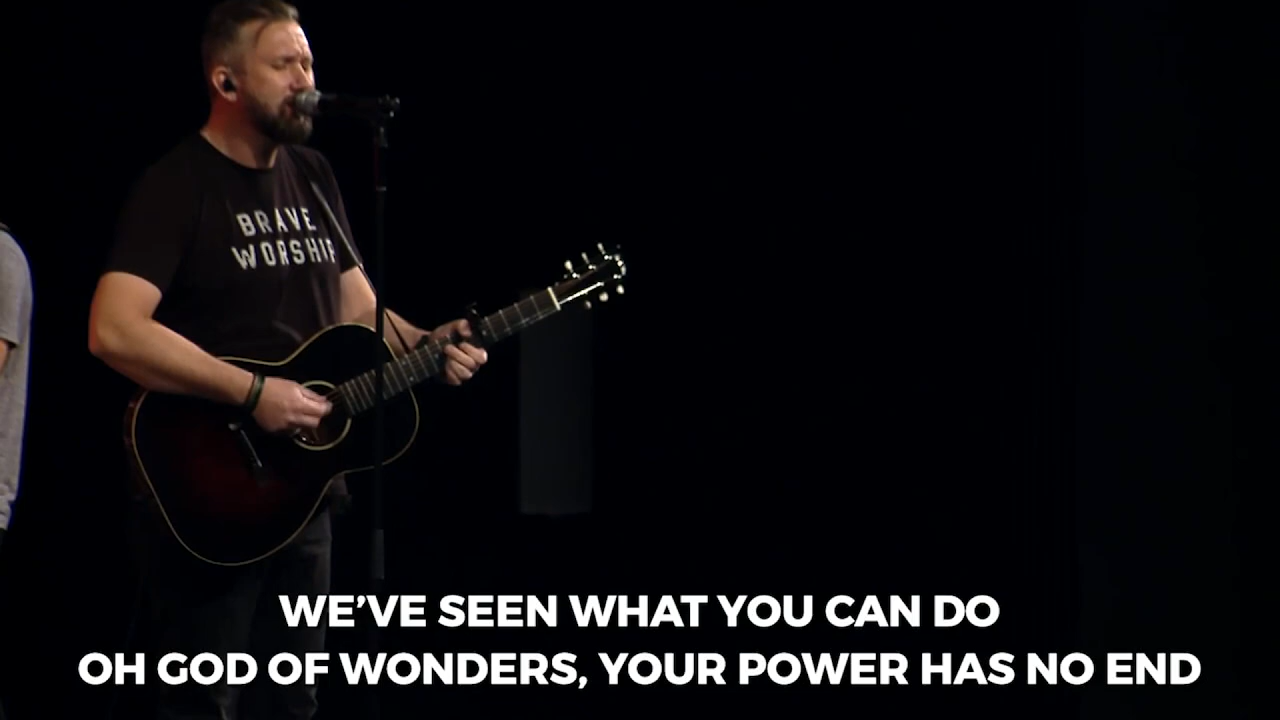 BRAVE
WORSHIP
WE’VE SEEN WHAT YOU CAN DO
OH GOD OF WONDERS, YOUR POWER HAS NO END